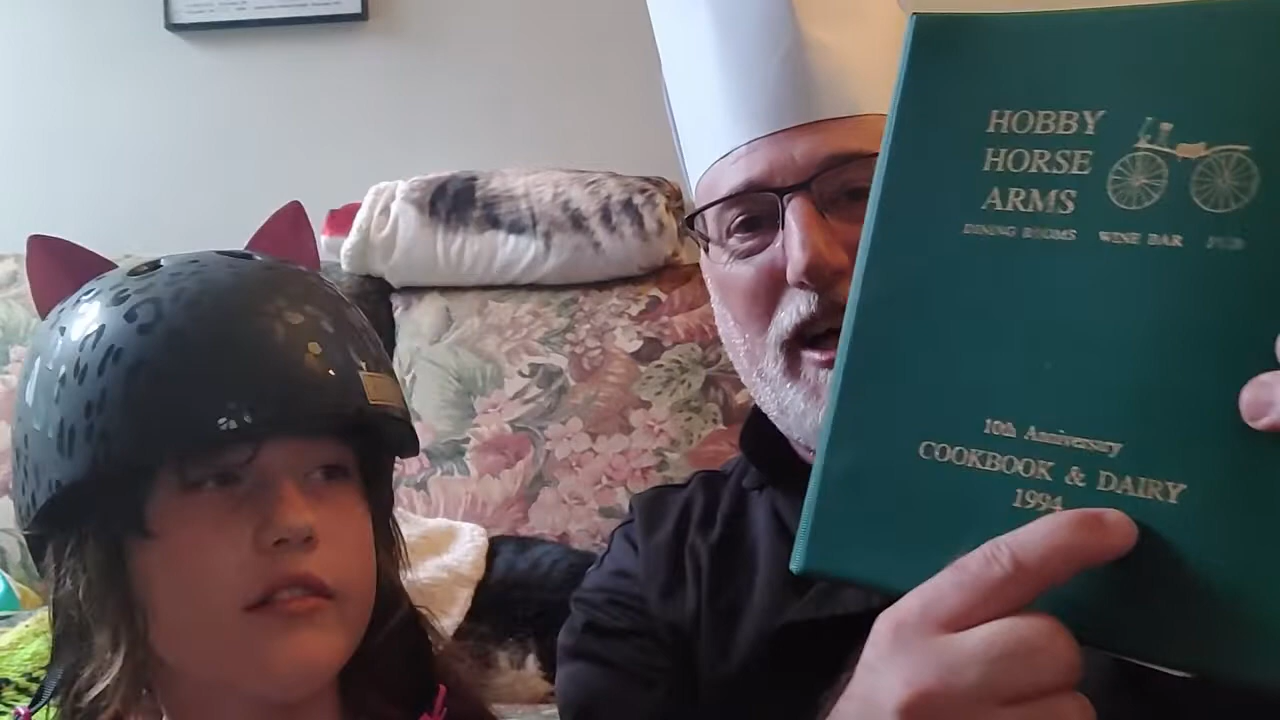 HOBBY
HORSE
ARMS
DINING ROOMS WINE BAR PUB
10th Anniversary
COOKBOOK & DAIRY
1994